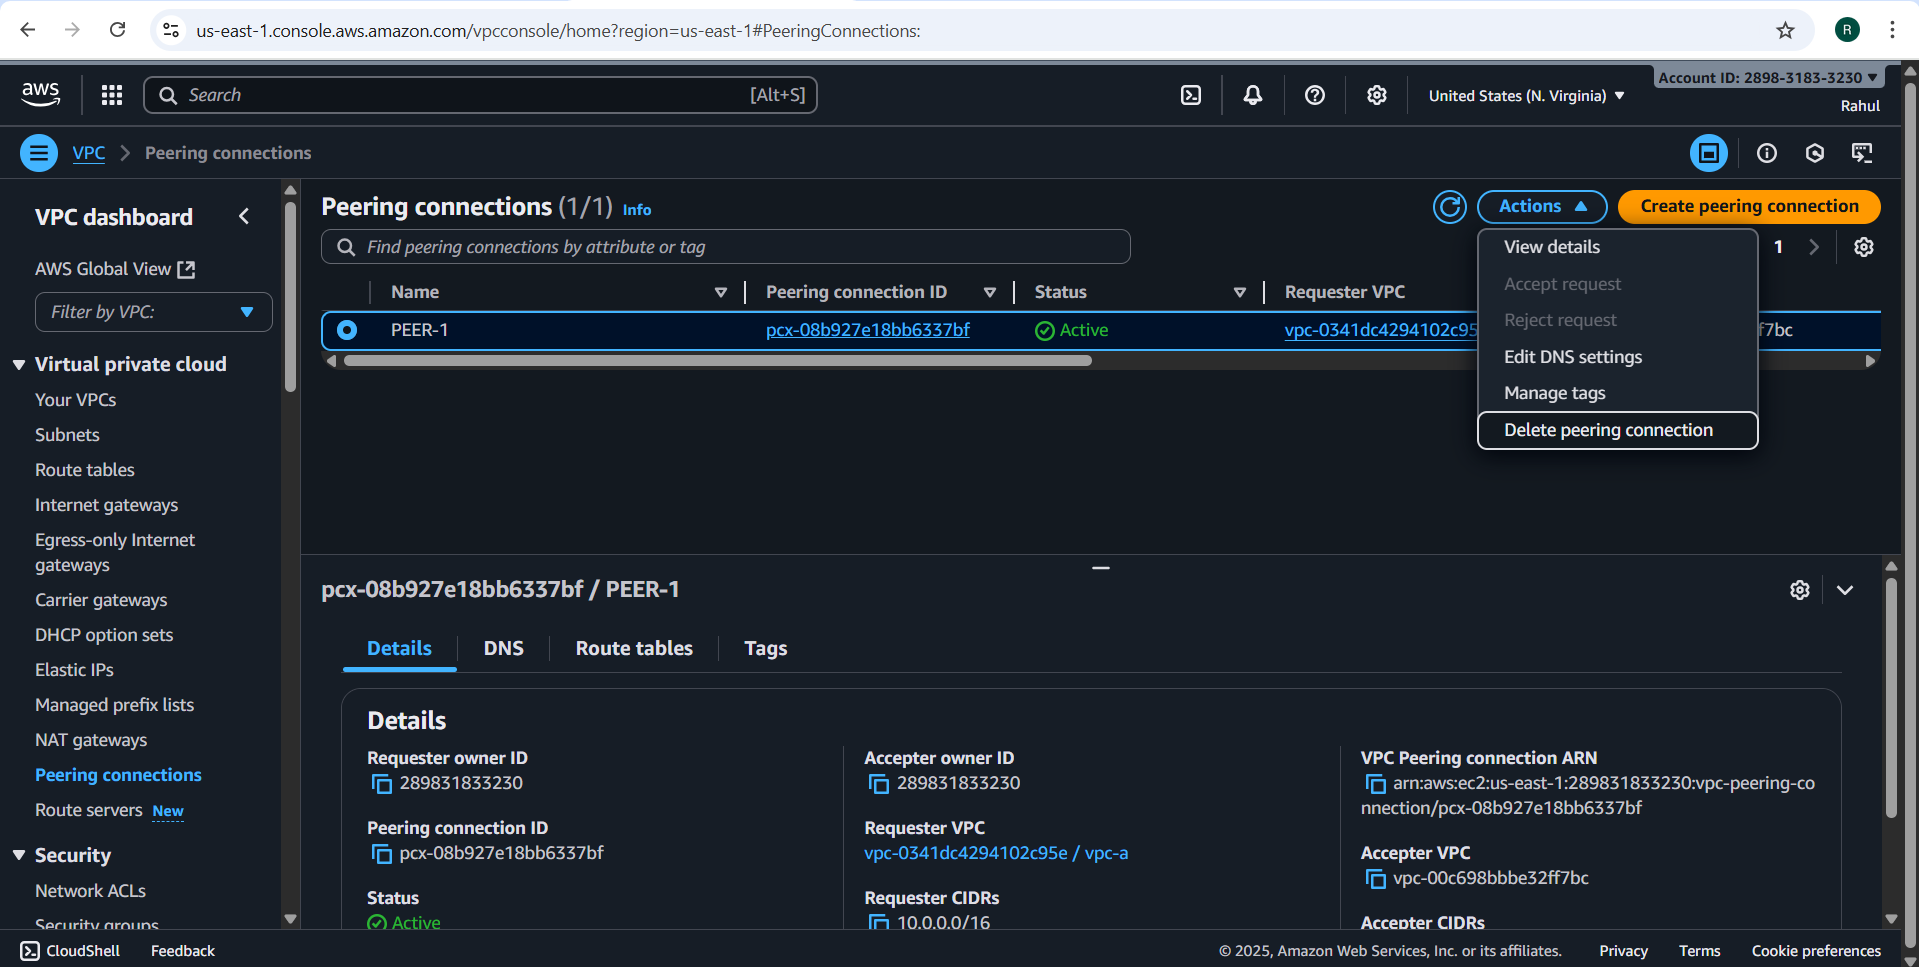 us-east-1.console.aws.amazon.com/vpcconsole/home?region=us-east-1#PeeringConnections:
R
aws
Search
[Alt+S]
United States (N. Virginia)
Account ID: 2898-3183-3230
Rahul
VPC
Peering connections
VPC dashboard
AWS Global View
Filter by VPC:
Virtual private cloud
Your VPCs
Subnets
Route tables
Internet gateways
Egress-only Internet
gateways
Carrier gateways
DHCP option sets
Elastic IPs
Managed prefix lists
NAT gateways
Peering connections
Route servers New
Security
Network ACLs
Security groups
Peering connections (1/1) Info
Actions
Create peering connection
Find peering connections by attribute or tag
1
View details
Accept request
Reject request
Edit DNS settings
Manage tags
Delete peering connection
Name
Peering connection ID
Status
Requester VPC
PEER-1
pcx-08b927e18bb6337bf
Active
vpc-0341dc4294102c95
f7bc
pcx-08b927e18bb6337bf / PEER-1
Details
DNS
Route tables
Tags
Details
Requester owner ID
289831833230
Peering connection ID
pcx-08b927e18bb6337bf
Status
Active
Accepter owner ID
289831833230
Requester VPC
vpc-0341dc4294102c95e / vpc-a
Requester CIDRs
10.0.0.0/16
VPC Peering connection ARN
arn:aws:ec2:us-east-1:289831833230:vpc-peering-co
nnection/pcx-08b927e18bb6337bf
Accepter VPC
vpc-00c698bbbe32ff7bc
Accepter CIDRs
CloudShell
Feedback
© 2025, Amazon Web Services, Inc. or its affiliates.
Privacy
Terms
Cookie preferences